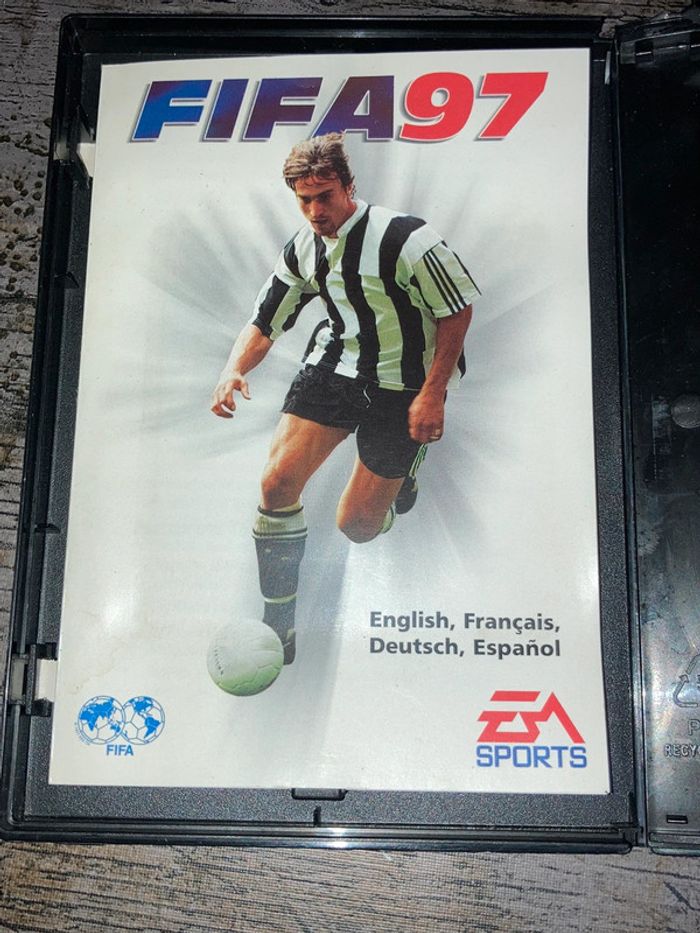 FIFA97
English, Français,
Deutsch, Español
FIFA
EA
SPORTS